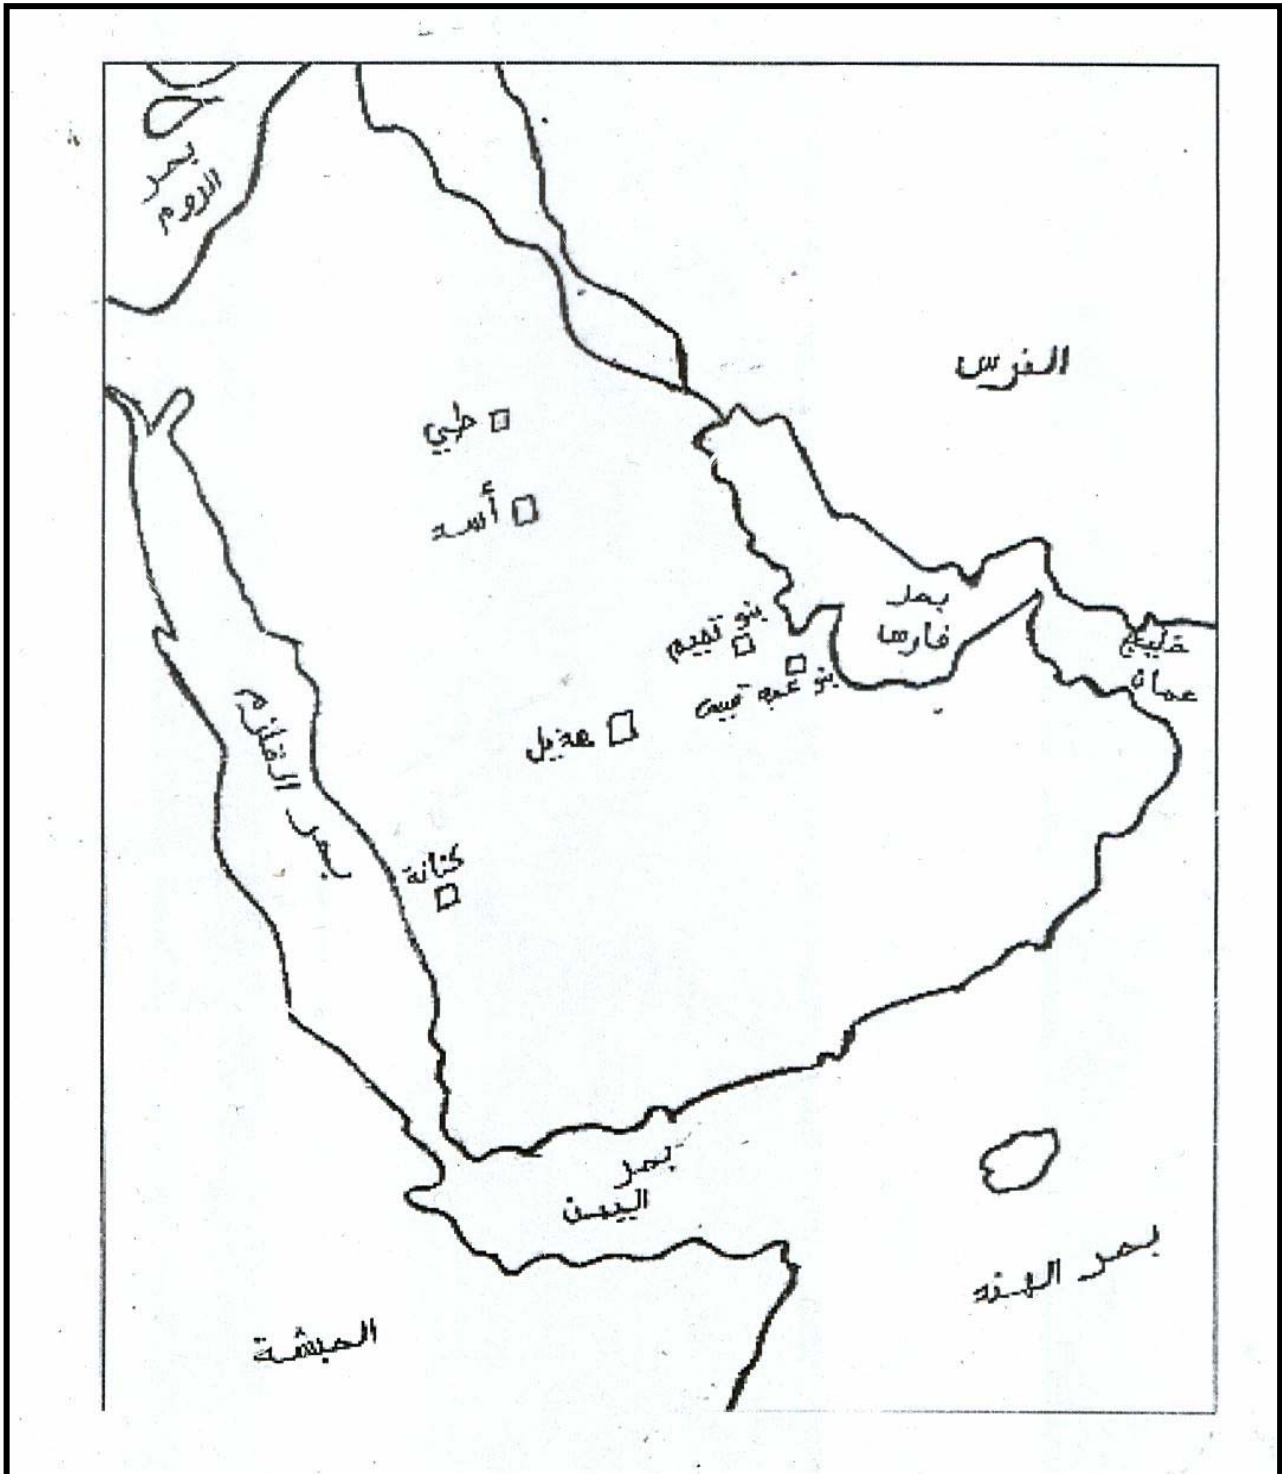 بحر
الروم
الفرس
طيي
أسد
بنو تميم
بحر
فارس
خليج
عمان
بنو عبد قيس
هذيل
بحر القلزم
كنانة
بحر
اليمن
بحر الهند
الحبشة